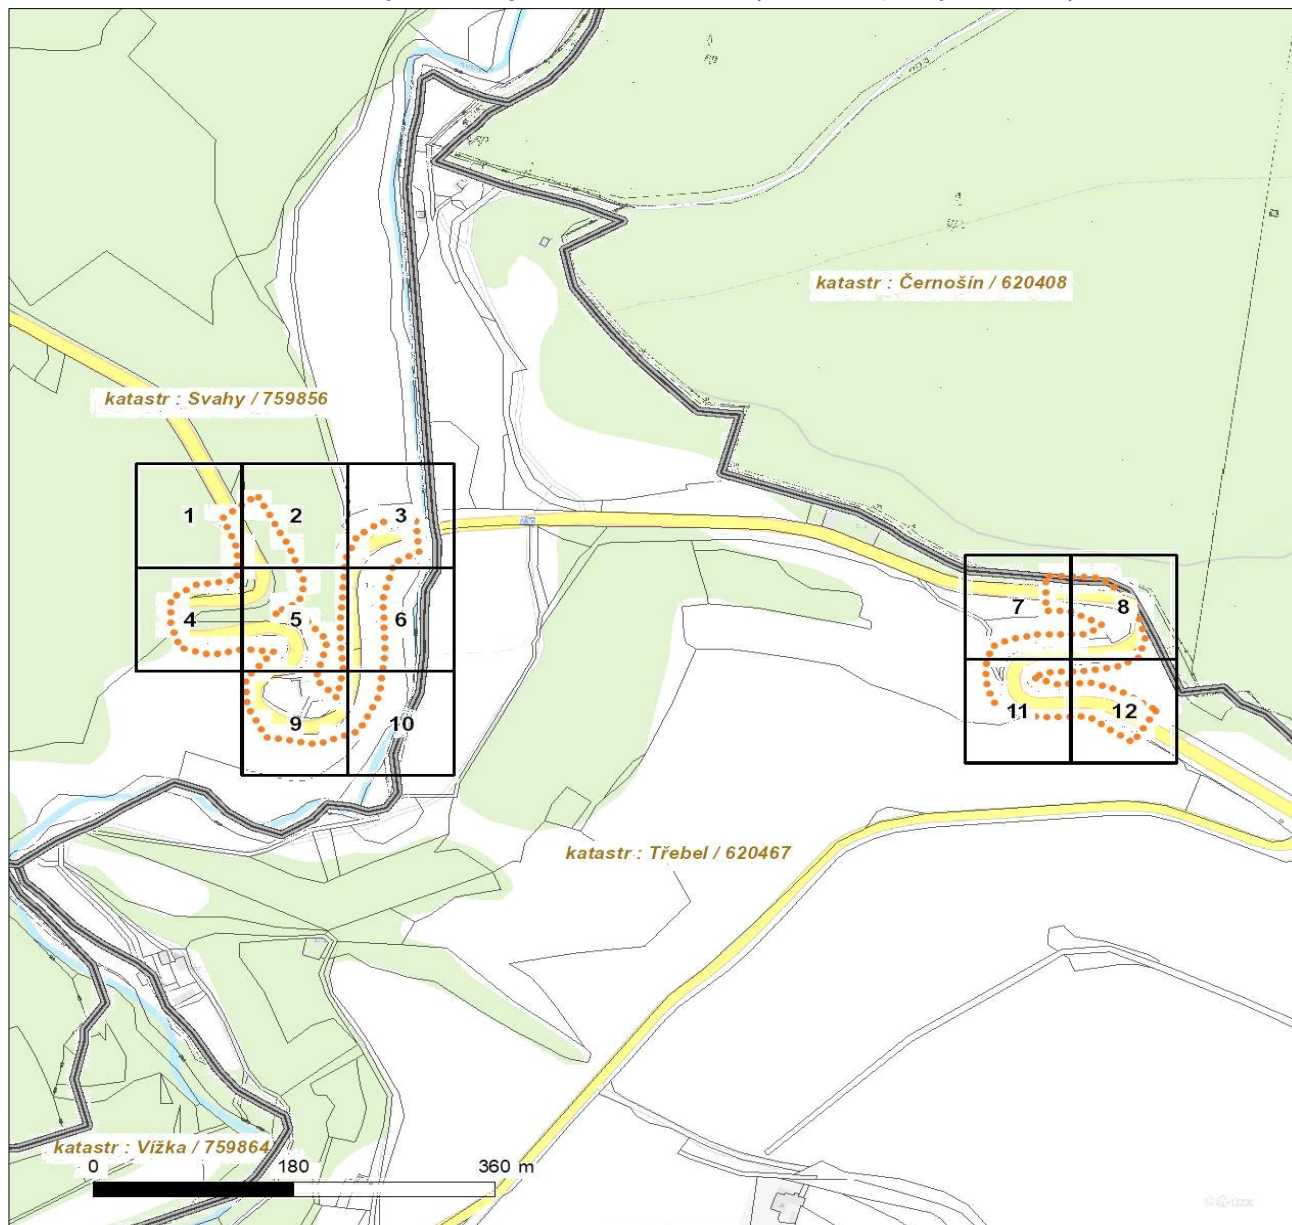 katastr : Černošín / 620408
katastr : Svahy / 759856
1
2
3
4
5
6
7
8
9
10
11
12
katastr : Třebel / 620467
katastr : Vížka / 759864
0 180 360 m
© ČÚZK